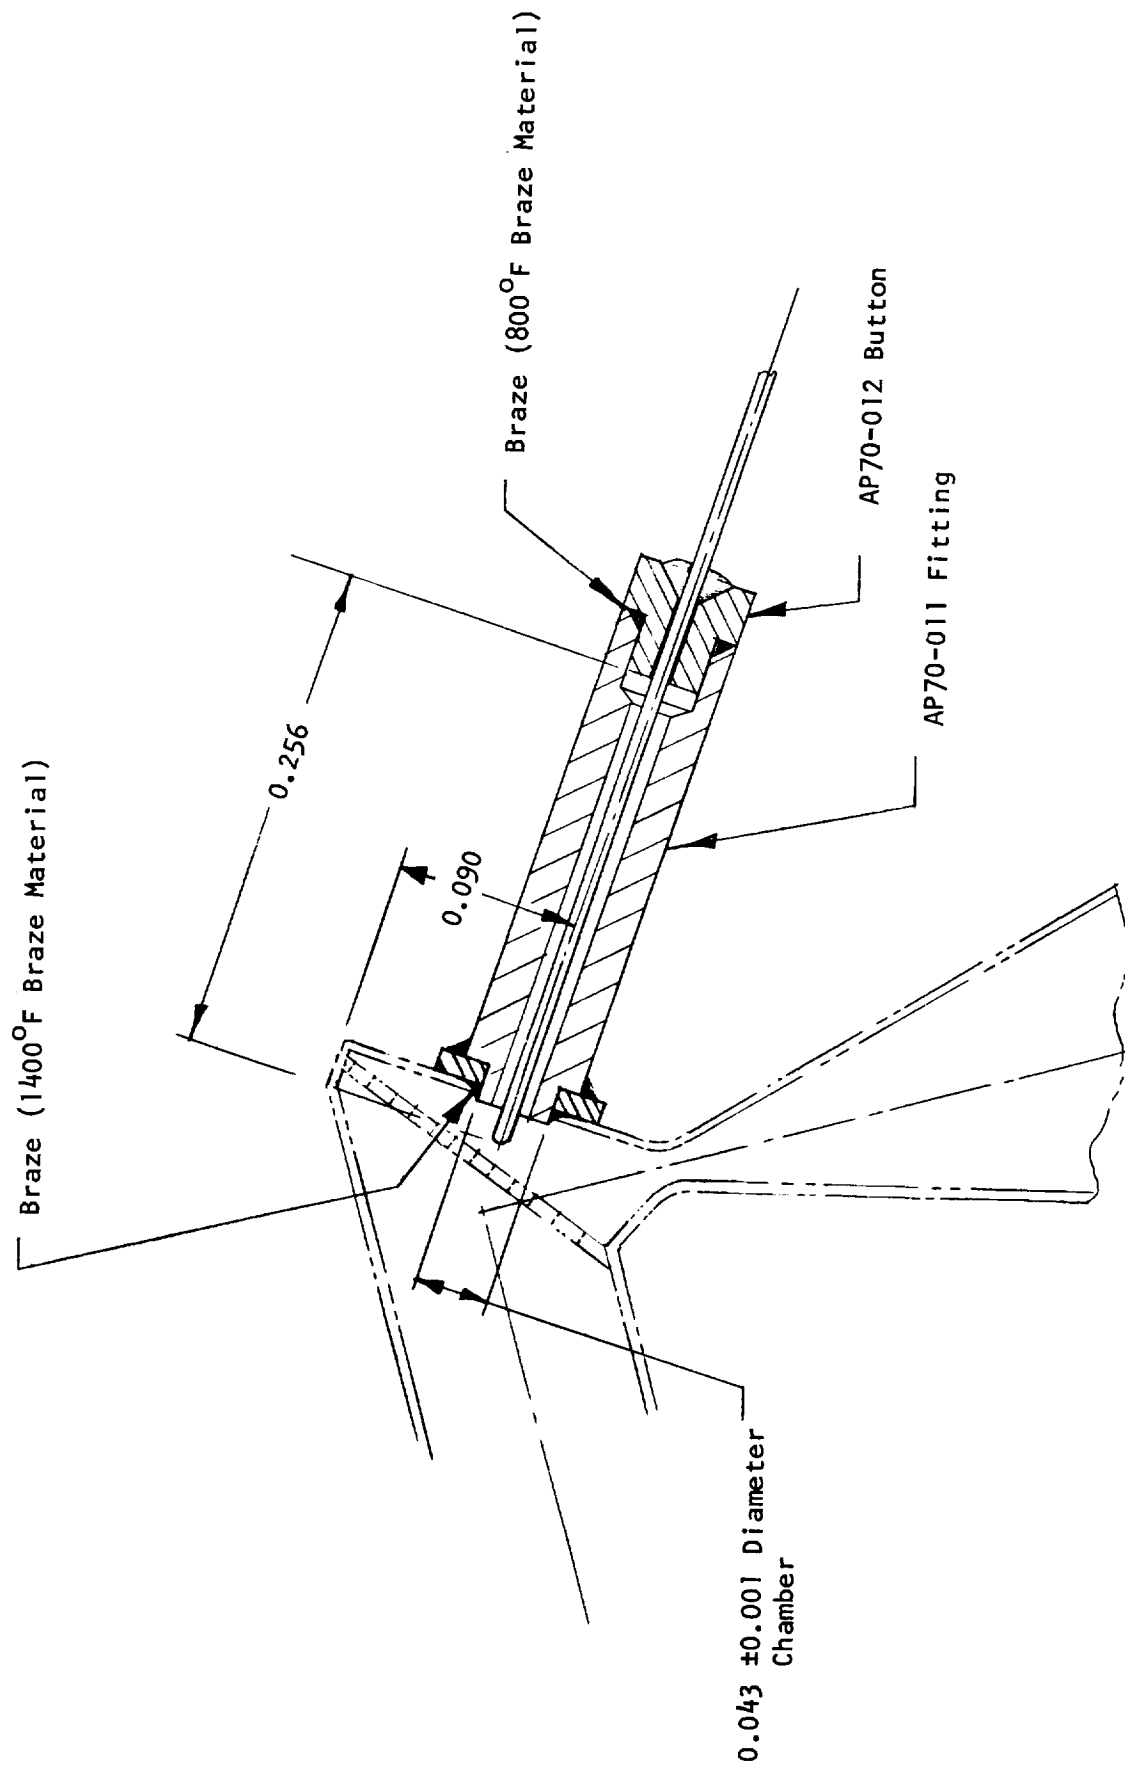 Braze (1400°F Braze Material)
0.256
0.090
Braze (800°F Braze Material)
AP70-012 Button
AP70-011 Fitting
0.043 ±0.001 Diameter
Chamber